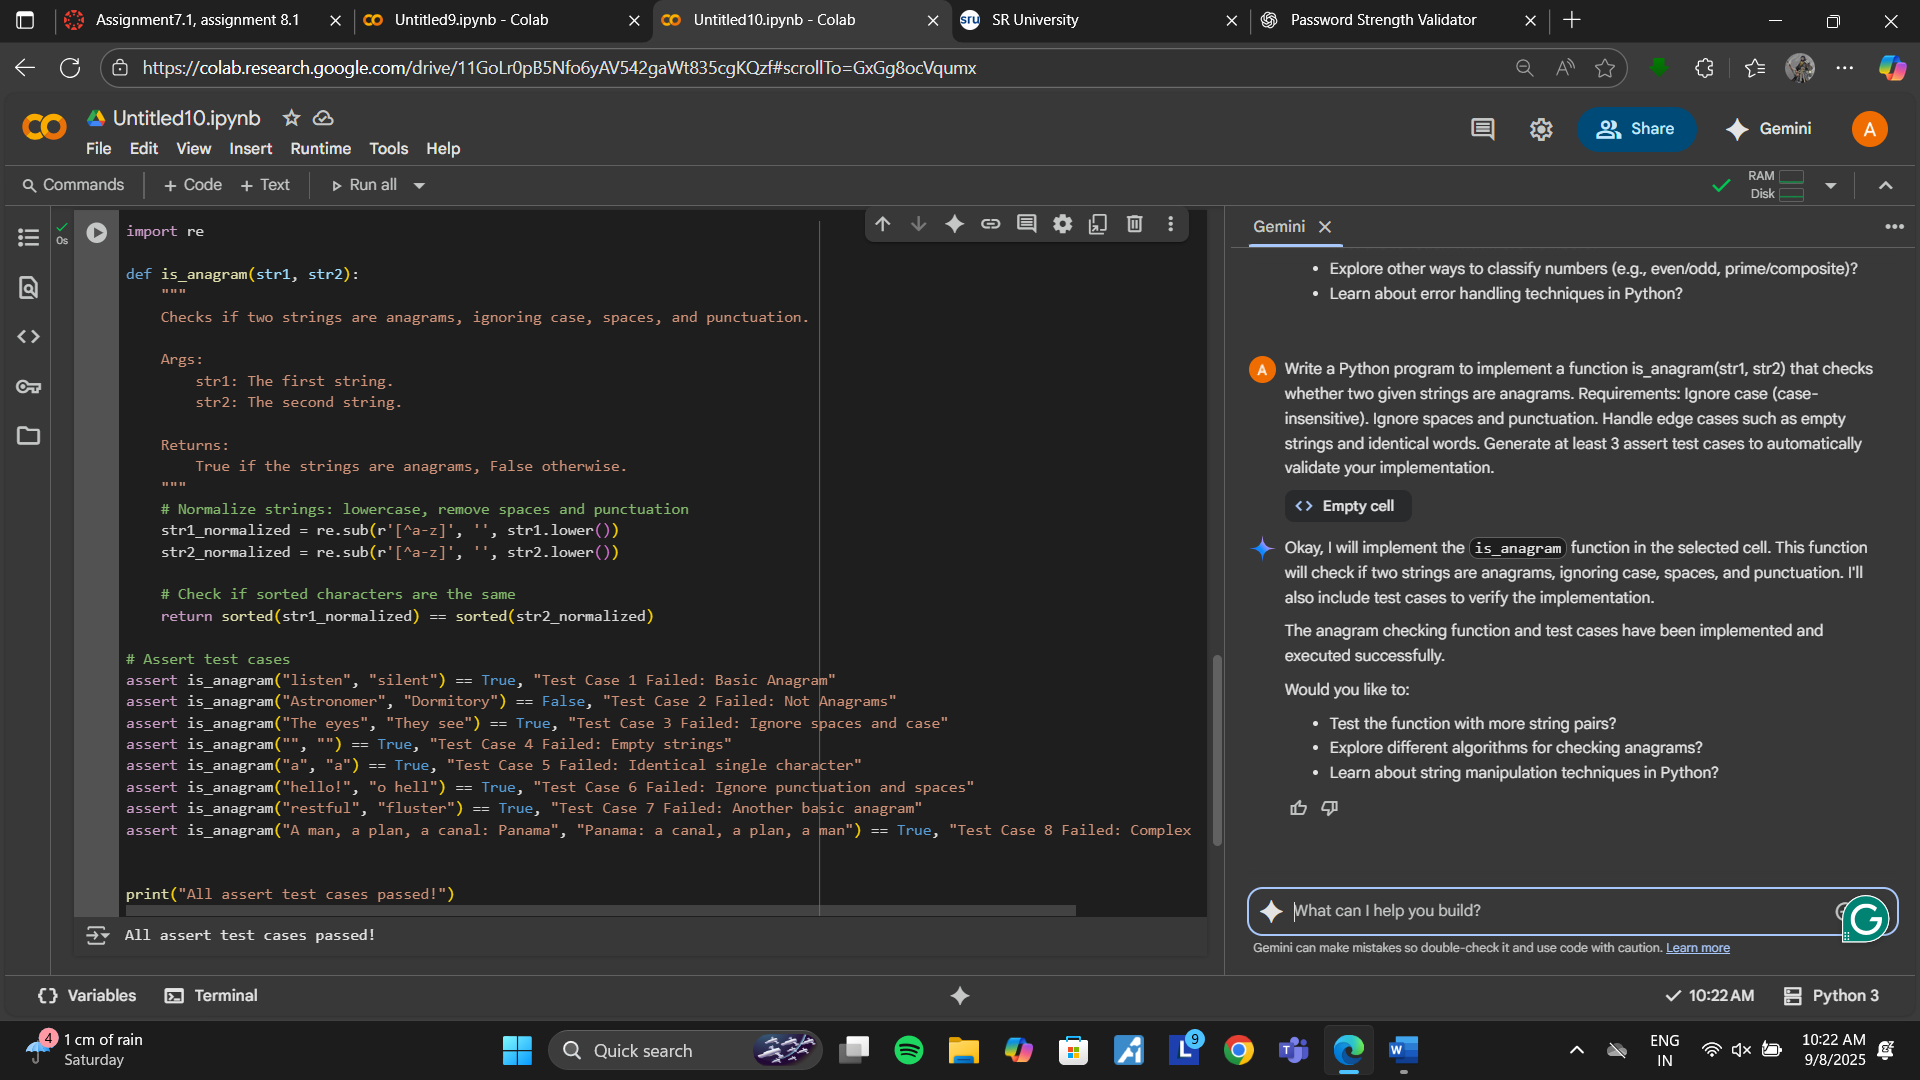 Assignment7.1, assignment 8.1
Untitled9.ipynb - Colab
Untitled10.ipynb - Colab
sru SR University
Password Strength Validator
https://colab.research.google.com/drive/11GoLr0pB5Nfo6yAV542gaWt835cgKQzf#scrollTo=GxGg8ocVqumx
Untitled10.ipynb
File Edit View Insert Runtime Tools Help
Share
Gemini
A
Commands + Code + Text Run all
RAM
Disk
0s
import re
def is_anagram(str1, str2):
"""
Checks if two strings are anagrams, ignoring case, spaces, and punctuation.
Args:
str1: The first string.
str2: The second string.
Returns:
True if the strings are anagrams, False otherwise.
"""
# Normalize strings: lowercase, remove spaces and punctuation
str1_normalized = re.sub(r'[^a-z]', '', str1.lower())
str2_normalized = re.sub(r'[^a-z]', '', str2.lower())
# Check if sorted characters are the same
return sorted(str1_normalized) == sorted(str2_normalized)
# Assert test cases
assert is_anagram("listen", "silent") == True, "Test Case 1 Failed: Basic Anagram"
assert is_anagram("Astronomer", "Dormitory") == False, "Test Case 2 Failed: Not Anagrams"
assert is_anagram("The eyes", "They see") == True, "Test Case 3 Failed: Ignore spaces and case"
assert is_anagram("", "") == True, "Test Case 4 Failed: Empty strings"
assert is_anagram("a", "a") == True, "Test Case 5 Failed: Identical single character"
assert is_anagram("hello!", "o hell") == True, "Test Case 6 Failed: Ignore punctuation and spaces"
assert is_anagram("restful", "fluster") == True, "Test Case 7 Failed: Another basic anagram"
assert is_anagram("A man, a plan, a canal: Panama", "Panama: a canal, a plan, a man") == True, "Test Case 8 Failed: Complex
print("All assert test cases passed!")
All assert test cases passed!
Gemini
• Explore other ways to classify numbers (e.g., even/odd, prime/composite)?
• Learn about error handling techniques in Python?
A
Write a Python program to implement a function is_anagram(str1, str2) that checks
whether two given strings are anagrams. Requirements: Ignore case (case-
insensitive). Ignore spaces and punctuation. Handle edge cases such as empty
strings and identical words. Generate at least 3 assert test cases to automatically
validate your implementation.
<> Empty cell
Okay, I will implement the is_anagram function in the selected cell. This function
will check if two strings are anagrams, ignoring case, spaces, and punctuation. I'll
also include test cases to verify the implementation.
The anagram checking function and test cases have been implemented and
executed successfully.
Would you like to:
• Test the function with more string pairs?
• Explore different algorithms for checking anagrams?
• Learn about string manipulation techniques in Python?
What can I help you build?
Gemini can make mistakes so double-check it and use code with caution. Learn more
{} Variables Terminal
10:22 AM Python 3
4
1 cm of rain
Saturday
Quick search
9
ENG
IN
10:22 AM
9/8/2025